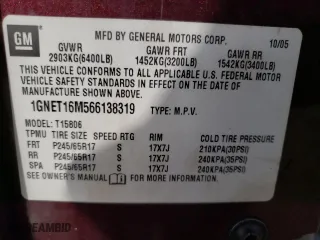 GM
MFD BY GENERAL MOTORS CORP. 10/05
GVWR GAWR FRT GAWR RR
2903KG(6400LB) 1452KG(3200LB) 1542KG(3400LB)
THIS VEHICLE CONFORMS TO ALL APPLICABLE U.S. FEDERAL MOTOR
VEHICLE SAFETY STANDARDS IN EFFECT ON THE DATE OF
MANUFACTURE SHOWN ABOVE.
1GNET16M566138319 TYPE: M.P.V.
MODEL: T15806
TPMU TIRE SIZE SPEED RTG RIM COLD TIRE PRESSURE
FRT P245/65R17 S 17X7J 210KPA(30PSI)
RR P245/65R17 S 17X7J 240KPA(35PSI)
SPA P245/65R17 S 17X7J 240KPA(35PSI)
SEE OWNER'S MANUAL FOR ADDITIONAL INFORMATION.